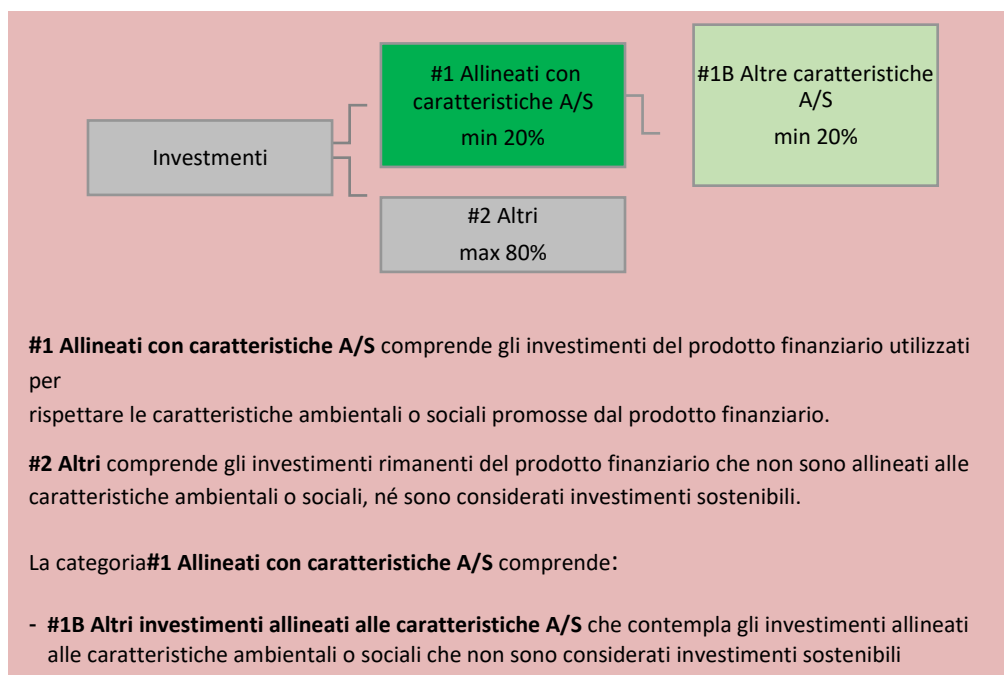 #1 Allineati con
caratteristiche A/S
min 20%
#1B Altre caratteristiche
A/S
min 20%
Investimenti
#2 Altri
max 80%
#1 Allineati con caratteristiche A/S comprende gli investimenti del prodotto finanziario utilizzati
per
rispettare le caratteristiche ambientali o sociali promosse dal prodotto finanziario.
#2 Altri comprende gli investimenti rimanenti del prodotto finanziario che non sono allineati alle
caratteristiche ambientali o sociali, né sono considerati investimenti sostenibili.
La categoria#1 Allineati con caratteristiche A/S comprende:
- #1B Altri investimenti allineati alle caratteristiche A/S che contempla gli investimenti allineati
alle caratteristiche ambientali o sociali che non sono considerati investimenti sostenibili